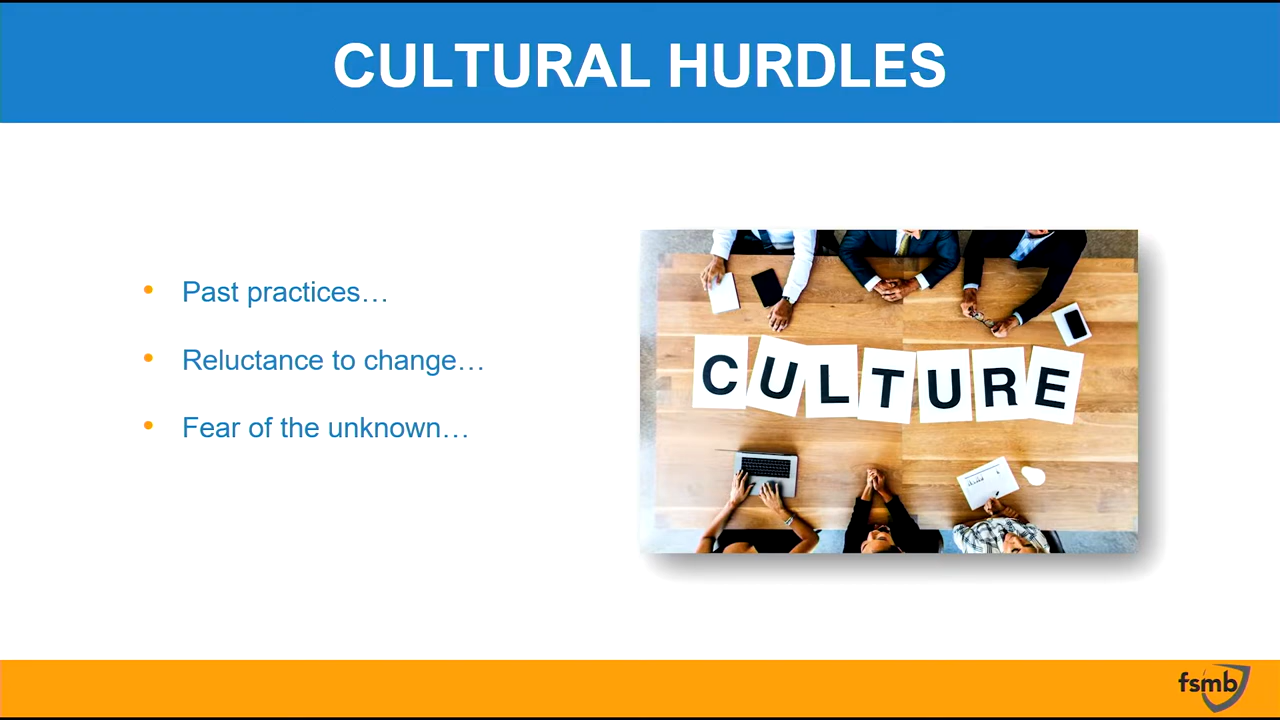 CULTURAL HURDLES
Past practices…
Reluctance to change…
Fear of the unknown…
CULTURE
fsmb